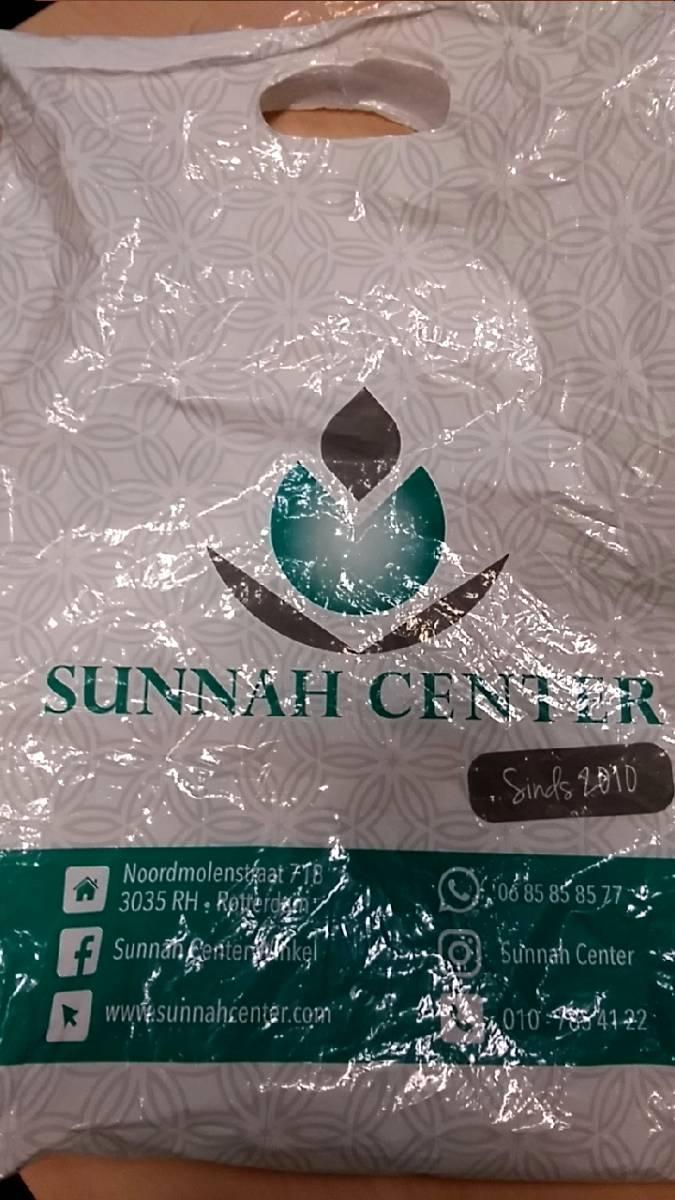 SUNNAH CENTER
Sinds 2010
Noordmolenstraat 71B
3035 RH • Rotterdam
Sunnah Center Winkel
www.sunnahcenter.com
06 85 85 85 77
Sunnah Center
010 - 785 41 22